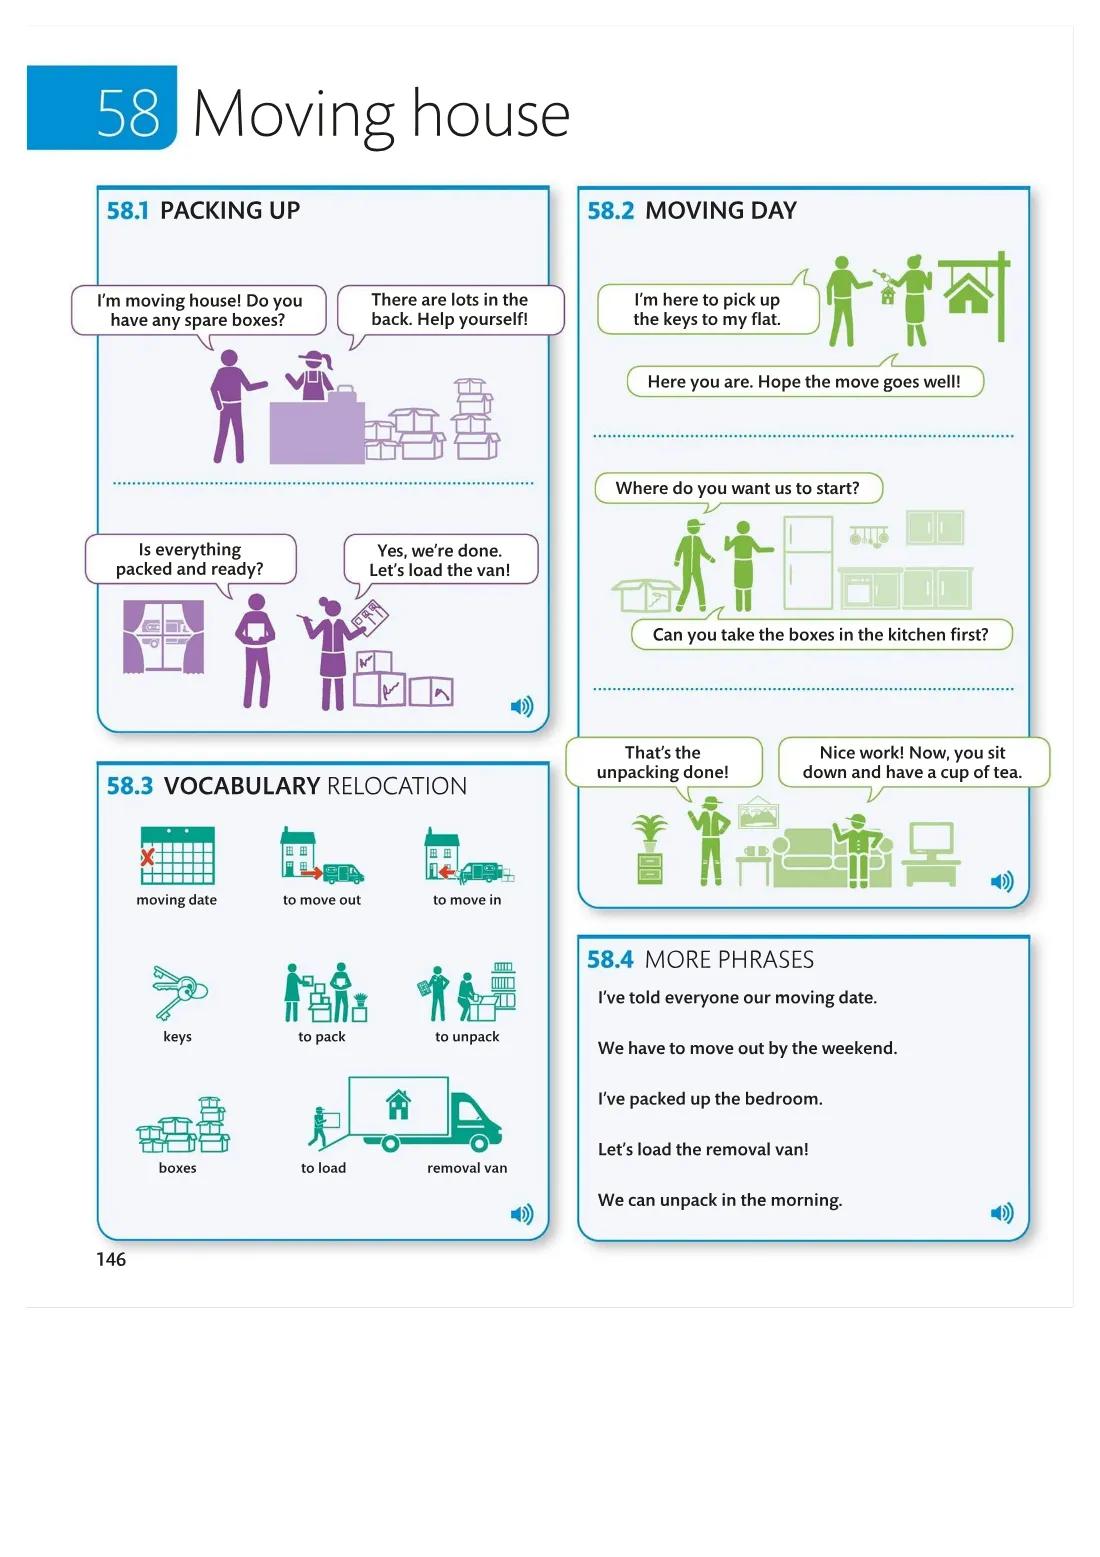 58 Moving house
58.1 PACKING UP
I'm moving house! Do you
have any spare boxes?
There are lots in the
back. Help yourself!
Is everything
packed and ready?
Yes, we're done.
Let's load the van!
58.2 MOVING DAY
I'm here to pick up
the keys to my flat.
Here you are. Hope the move goes well!
Where do you want us to start?
Can you take the boxes in the kitchen first?
That's the
unpacking done!
Nice work! Now, you sit
down and have a cup of tea.
58.3 VOCABULARY RELOCATION
moving date
to move out
to move in
keys
to pack
to unpack
boxes
to load
removal van
58.4 MORE PHRASES
I've told everyone our moving date.
We have to move out by the weekend.
I've packed up the bedroom.
Let's load the removal van!
We can unpack in the morning.
146